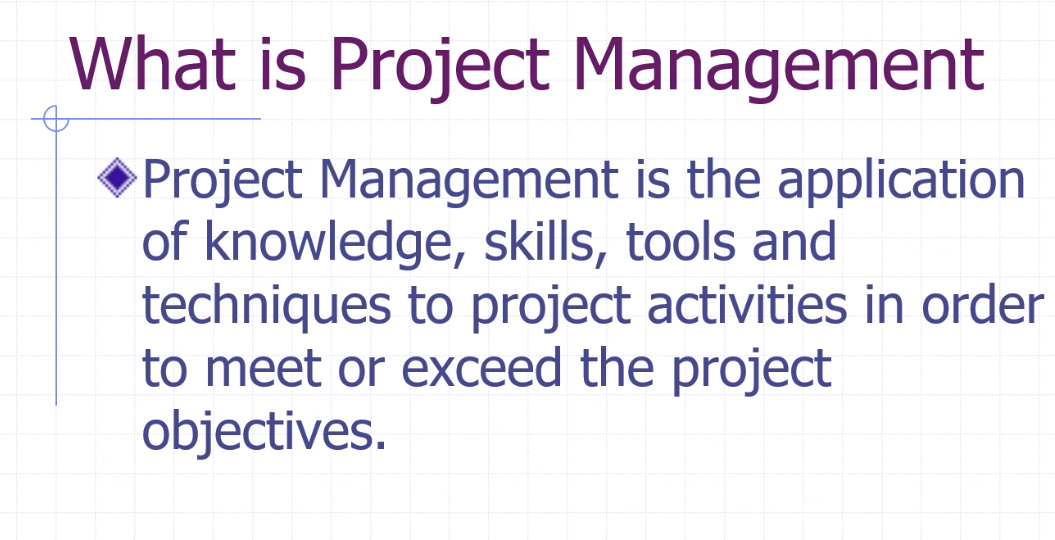 What is Project Management
Project Management is the application
of knowledge, skills, tools and
techniques to project activities in order
to meet or exceed the project
objectives.